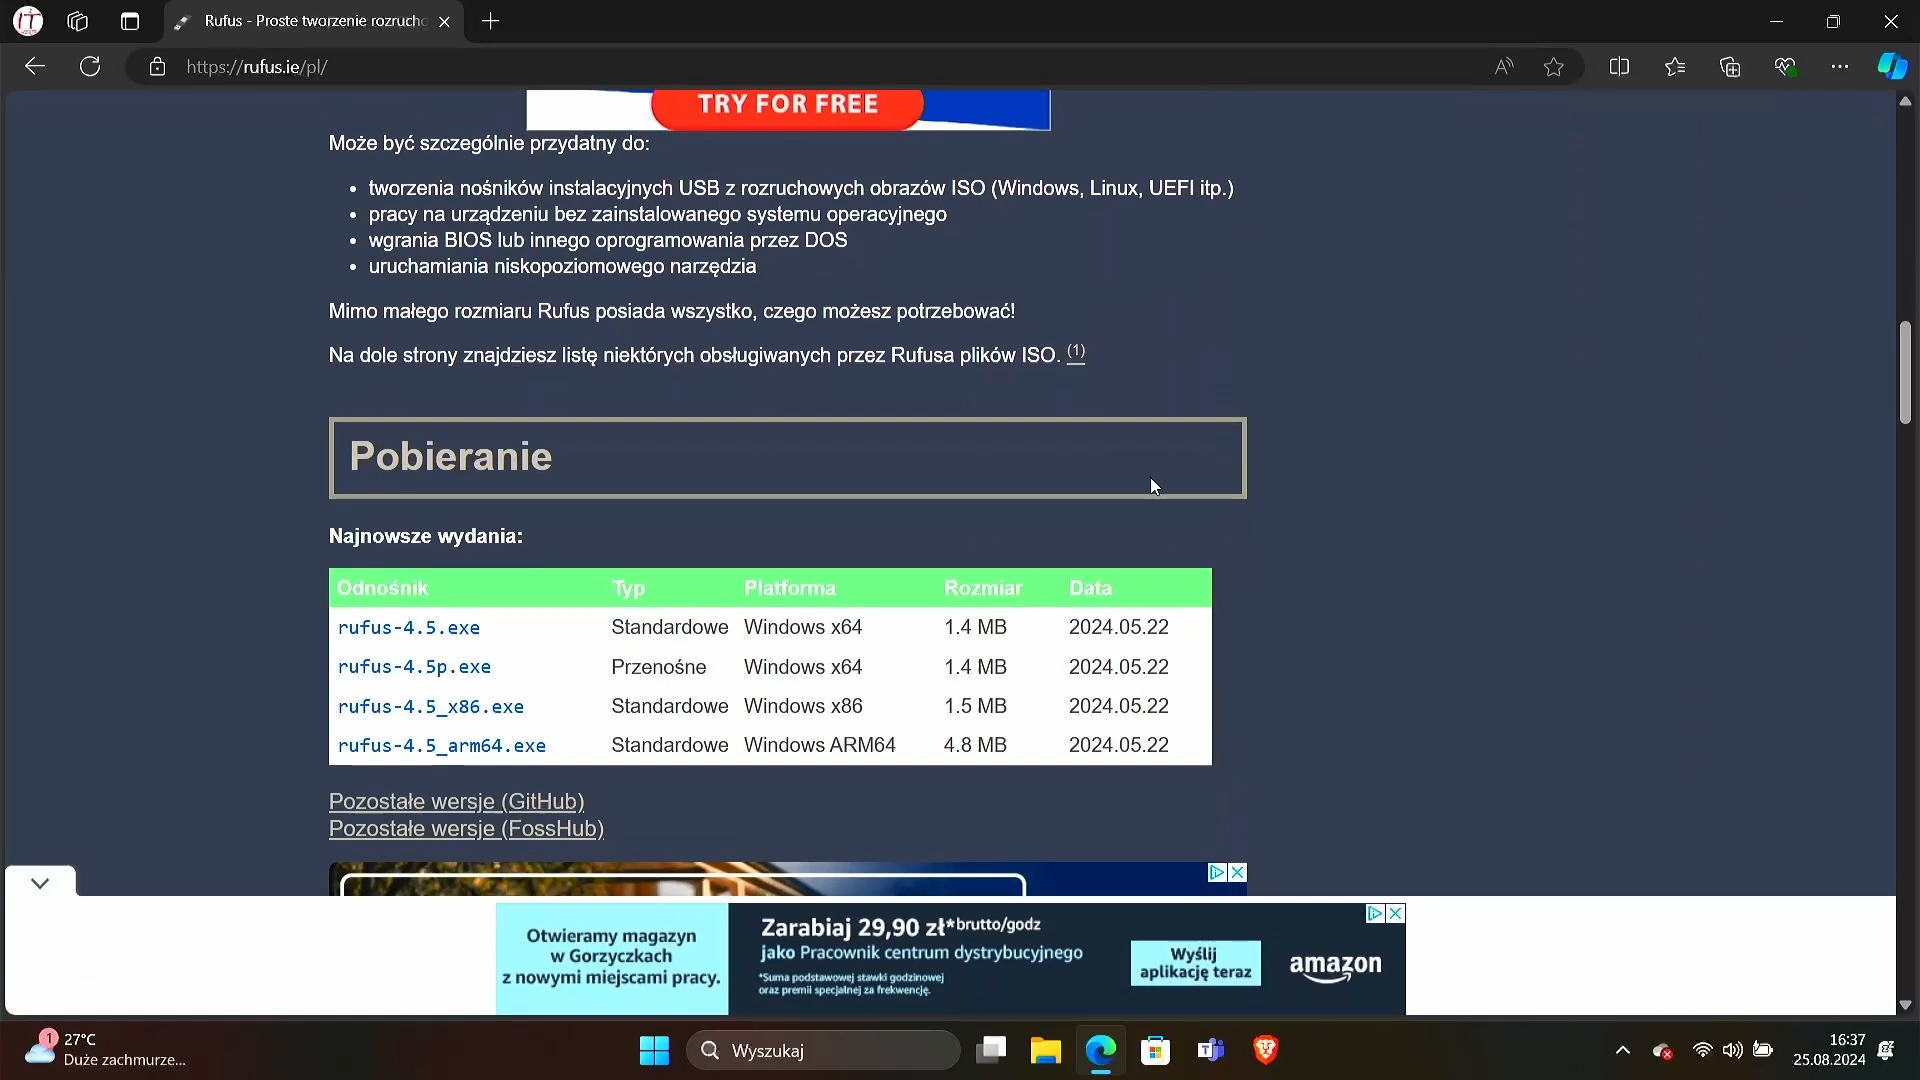 Rufus - Proste tworzenie rozrucho
https://rufus.ie/pl/
TRY FOR FREE
Może być szczególnie przydatny do:
• tworzenia nośników instalacyjnych USB z rozruchowych obrazów ISO (Windows, Linux, UEFI itp.)
• pracy na urządzeniu bez zainstalowanego systemu operacyjnego
• wgrania BIOS lub innego oprogramowania przez DOS
• uruchamiania niskopoziomowego narzędzia
Mimo małego rozmiaru Rufus posiada wszystko, czego możesz potrzebować!
Na dole strony znajdziesz listę niektórych obsługiwanych przez Rufusa plików ISO. (1)
Pobieranie
Najnowsze wydania:
Odnośnik Typ Platforma Rozmiar Data
rufus-4.5.exe Standardowe Windows x64 1.4 MB 2024.05.22
rufus-4.5p.exe Przenośne Windows x64 1.4 MB 2024.05.22
rufus-4.5_x86.exe Standardowe Windows x86 1.5 MB 2024.05.22
rufus-4.5_arm64.exe Standardowe Windows ARM64 4.8 MB 2024.05.22
Pozostałe wersje (GitHub)
Pozostałe wersje (FossHub)
Otwieramy magazyn
w Gorzyczkach
z nowymi miejscami pracy.
Zarabiaj 29,90 zł*brutto/godz
jako Pracownik centrum dystrybucyjnego
*Suma podstawowej stawki godzinowej
oraz premii specjalnej za frekwencję.
Wyślij
aplikację teraz
amazon
1
27°C
Duże zachmurze...
Wyszukaj
16:37
25.08.2024